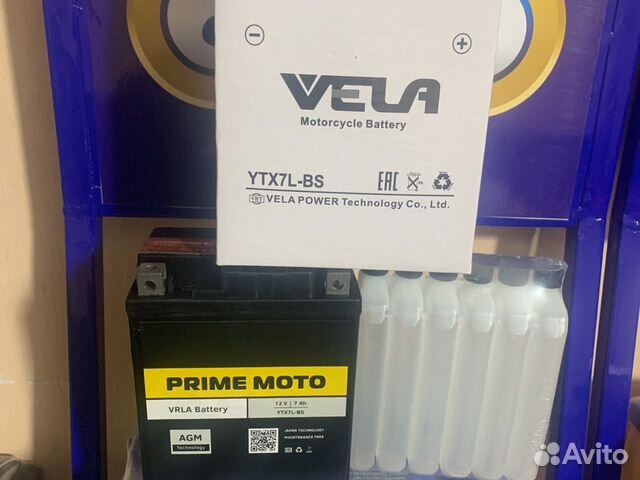 VELA
Motorcycle Battery
YTX7L-BS
EAC
VELA POWER Technology Co., Ltd.
PRIME MOTO
VRLA Battery
12 V | 7 Ah
YTX7L-BS
AGM
Technology
JAPAN TECHNOLOGY
MAINTENANCE FREE
Avito